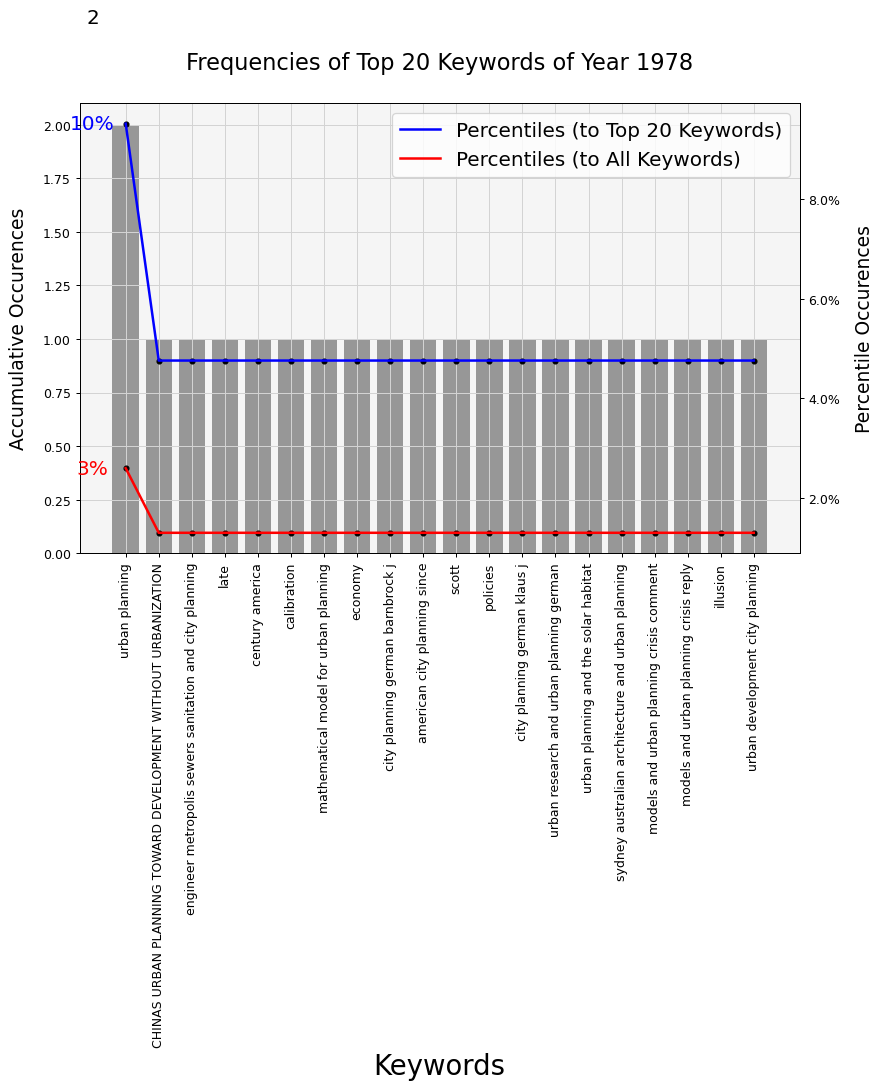 2
Frequencies of Top 20 Keywords of Year 1978
10%
3%
Percentiles (to Top 20 Keywords)
Percentiles (to All Keywords)
Accumulative Occurences
2.00
1.75
1.50
1.25
1.00
0.75
0.50
0.25
0.00
8.0%
6.0%
4.0%
2.0%
Percentile Occurences
urban planning
CHINAS URBAN PLANNING TOWARD DEVELOPMENT WITHOUT URBANIZATION
engineer metropolis sewers sanitation and city planning
late
century america
calibration
mathematical model for urban planning
economy
city planning german barnbrock j
american city planning since
scott
policies
city planning german klaus j
urban research and urban planning german
urban planning and the solar habitat
sydney australian architecture and urban planning
models and urban planning crisis comment
models and urban planning crisis reply
illusion
urban development city planning
Keywords